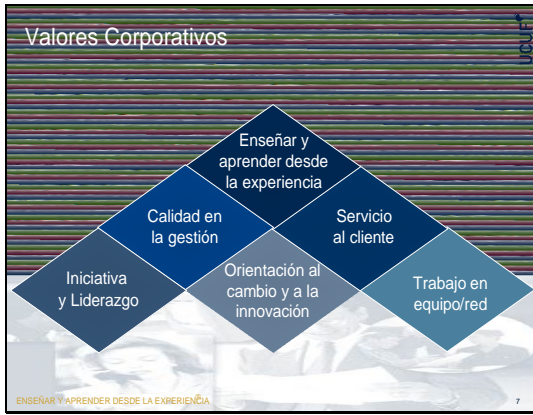 Valores Corporativos
UCUF
Enseñar y
aprender desde
la experiencia
Calidad en
la gestión
Servicio
al cliente
Iniciativa
y Liderazgo
Orientación al
cambio y a la
innovación
Trabajo en
equipo/red
ENSEÑAR Y APRENDER DESDE LA EXPERIENCIA
7